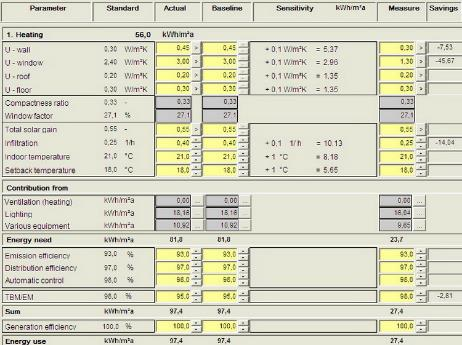 Parameter Standard Actual Baseline Sensitivity kWh/m²a Measure Savings
1. Heating 56,0 kWh/m²a
U - wall 0,30 W/m²K 0,45 > 0,45 + 0,1 W/m²K = 5,37 0,30 > -7,53
U - window 2,40 W/m²K 3,00 > 3,00 + 0,1 W/m²K = 2,96 1,30 > -45,67
U - roof 0,20 W/m²K 0,20 > 0,20 + 0,1 W/m²K = 1,35 0,20 >
U - floor 0,30 W/m²K 0,30 > 0,30 + 0,1 W/m²K = 1,35 0,30 >
Compactness ratio 0,33 - 0,33 0,33 0,33
Window factor 27,1 % 27,1 27,1 27,1
Total solar gain 0,55 - 0,55 > 0,55 0,55 >
Infiltration 0,25 1/h 0,40 0,40 + 0,1 1/h = 10,13 0,25 -14,04
Indoor temperature 21,0 °C 21,0 21,0 + 1 °C = 8,18 21,0
Setback temperature 18,0 °C 18,0 18,0 + 1 °C = 5,65 18,0
Contribution from
Ventilation (heating) kWh/m²a 0,00 ... 0,00 ... 0,00 ...
Lighting kWh/m²a 18,16 ... 18,16 ... 16,04 ...
Various equipment kWh/m²a 10,92 ... 10,92 ... 9,65 ...
Energy need kWh/m²a 81,8 81,8 23,7
Emission efficiency 93,0 % 93,0 93,0 93,0
Distribution efficiency 97,0 % 97,0 97,0 97,0
Automatic control 98,0 % 98,0 98,0 98,0
TBM/EM 98,0 % 95,0 95,0 98,0 -2,81
Sum kWh/m²a 97,4 97,4 27,4
Generation efficiency 100,0 % 100,0 100,0 100,0
Energy use kWh/m²a 97,4 97,4 27,4